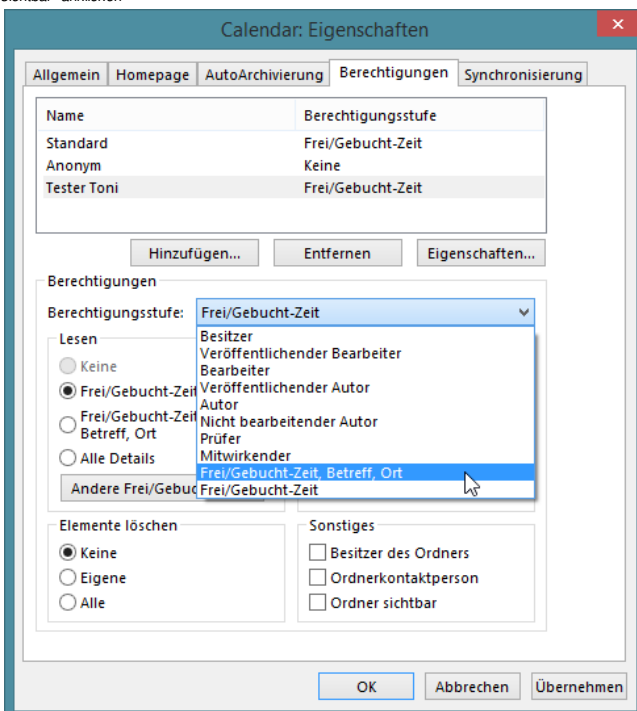 Calendar: Eigenschaften
Allgemein Homepage AutoArchivierung Berechtigungen Synchronisierung
Name Berechtigungsstufe
Standard Frei/Gebucht-Zeit
Anonym Keine
Tester Toni Frei/Gebucht-Zeit
Hinzufügen... Entfernen Eigenschaften...
Berechtigungen
Berechtigungsstufe: Frei/Gebucht-Zeit
Besitzer
Veröffentlichender Bearbeiter
Bearbeiter
Veröffentlichender Autor
Autor
Nicht bearbeitender Autor
Prüfer
Mitwirkender
Frei/Gebucht-Zeit, Betreff, Ort
Frei/Gebucht-Zeit
Lesen
Keine
Frei/Gebucht-Zeit
Frei/Gebucht-Zeit
Betreff, Ort
Alle Details
Andere
Elemente löschen
Keine
Eigene
Alle
Sonstiges
Besitzer des Ordners
Ordnerkontaktperson
Ordner sichtbar
OK Abbrechen Übernehmen